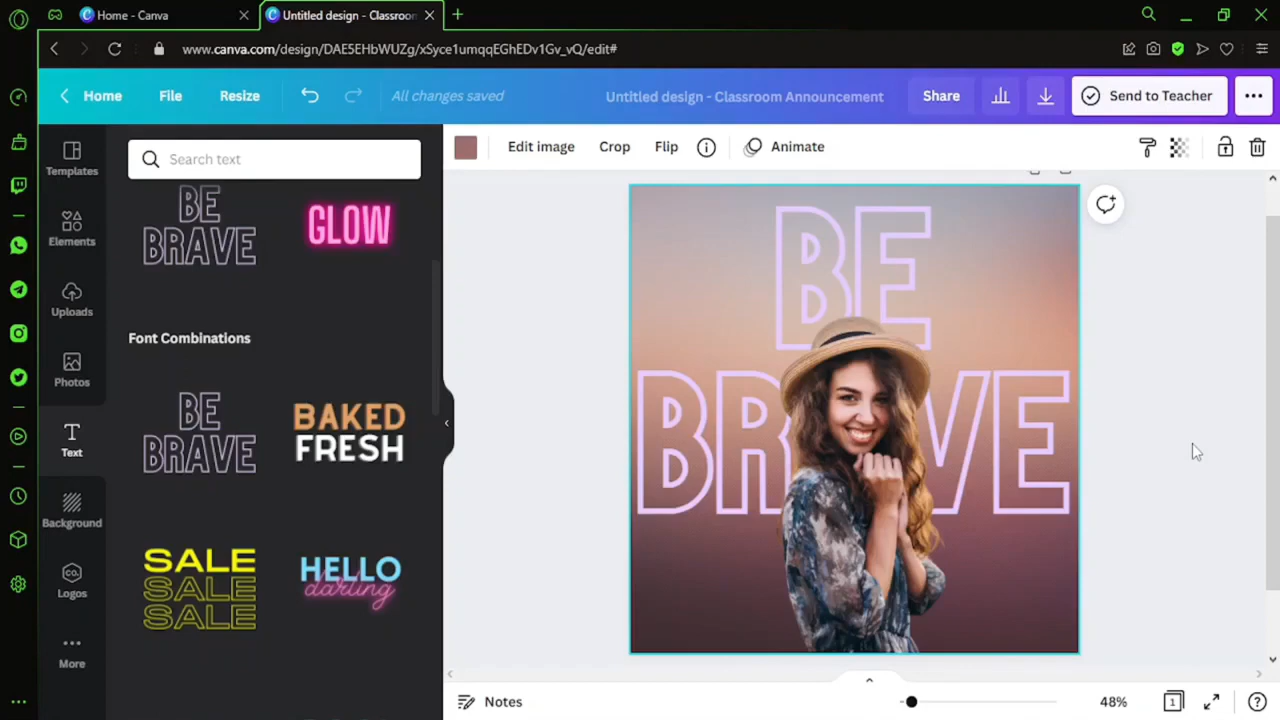 Home - Canva
Untitled design - Classroom
www.canva.com/design/DAE5EHbWUZg/xSyce1umqqEGhEDv1Gv_vQ/edit#
Home
File
Resize
All changes saved
Untitled design - Classroom Announcement
Share
Send to Teacher
Edit image
Crop
Flip
Animate
Templates
Elements
Uploads
Photos
Text
Background
CO.
Logos
More
Search text
BE
BRAVE
GLOW
Font Combinations
BE
BRAVE
BAKED
FRESH
SALE
SALE
SALE
HELLO
darling
BE
BRAVE
Notes
48%
1